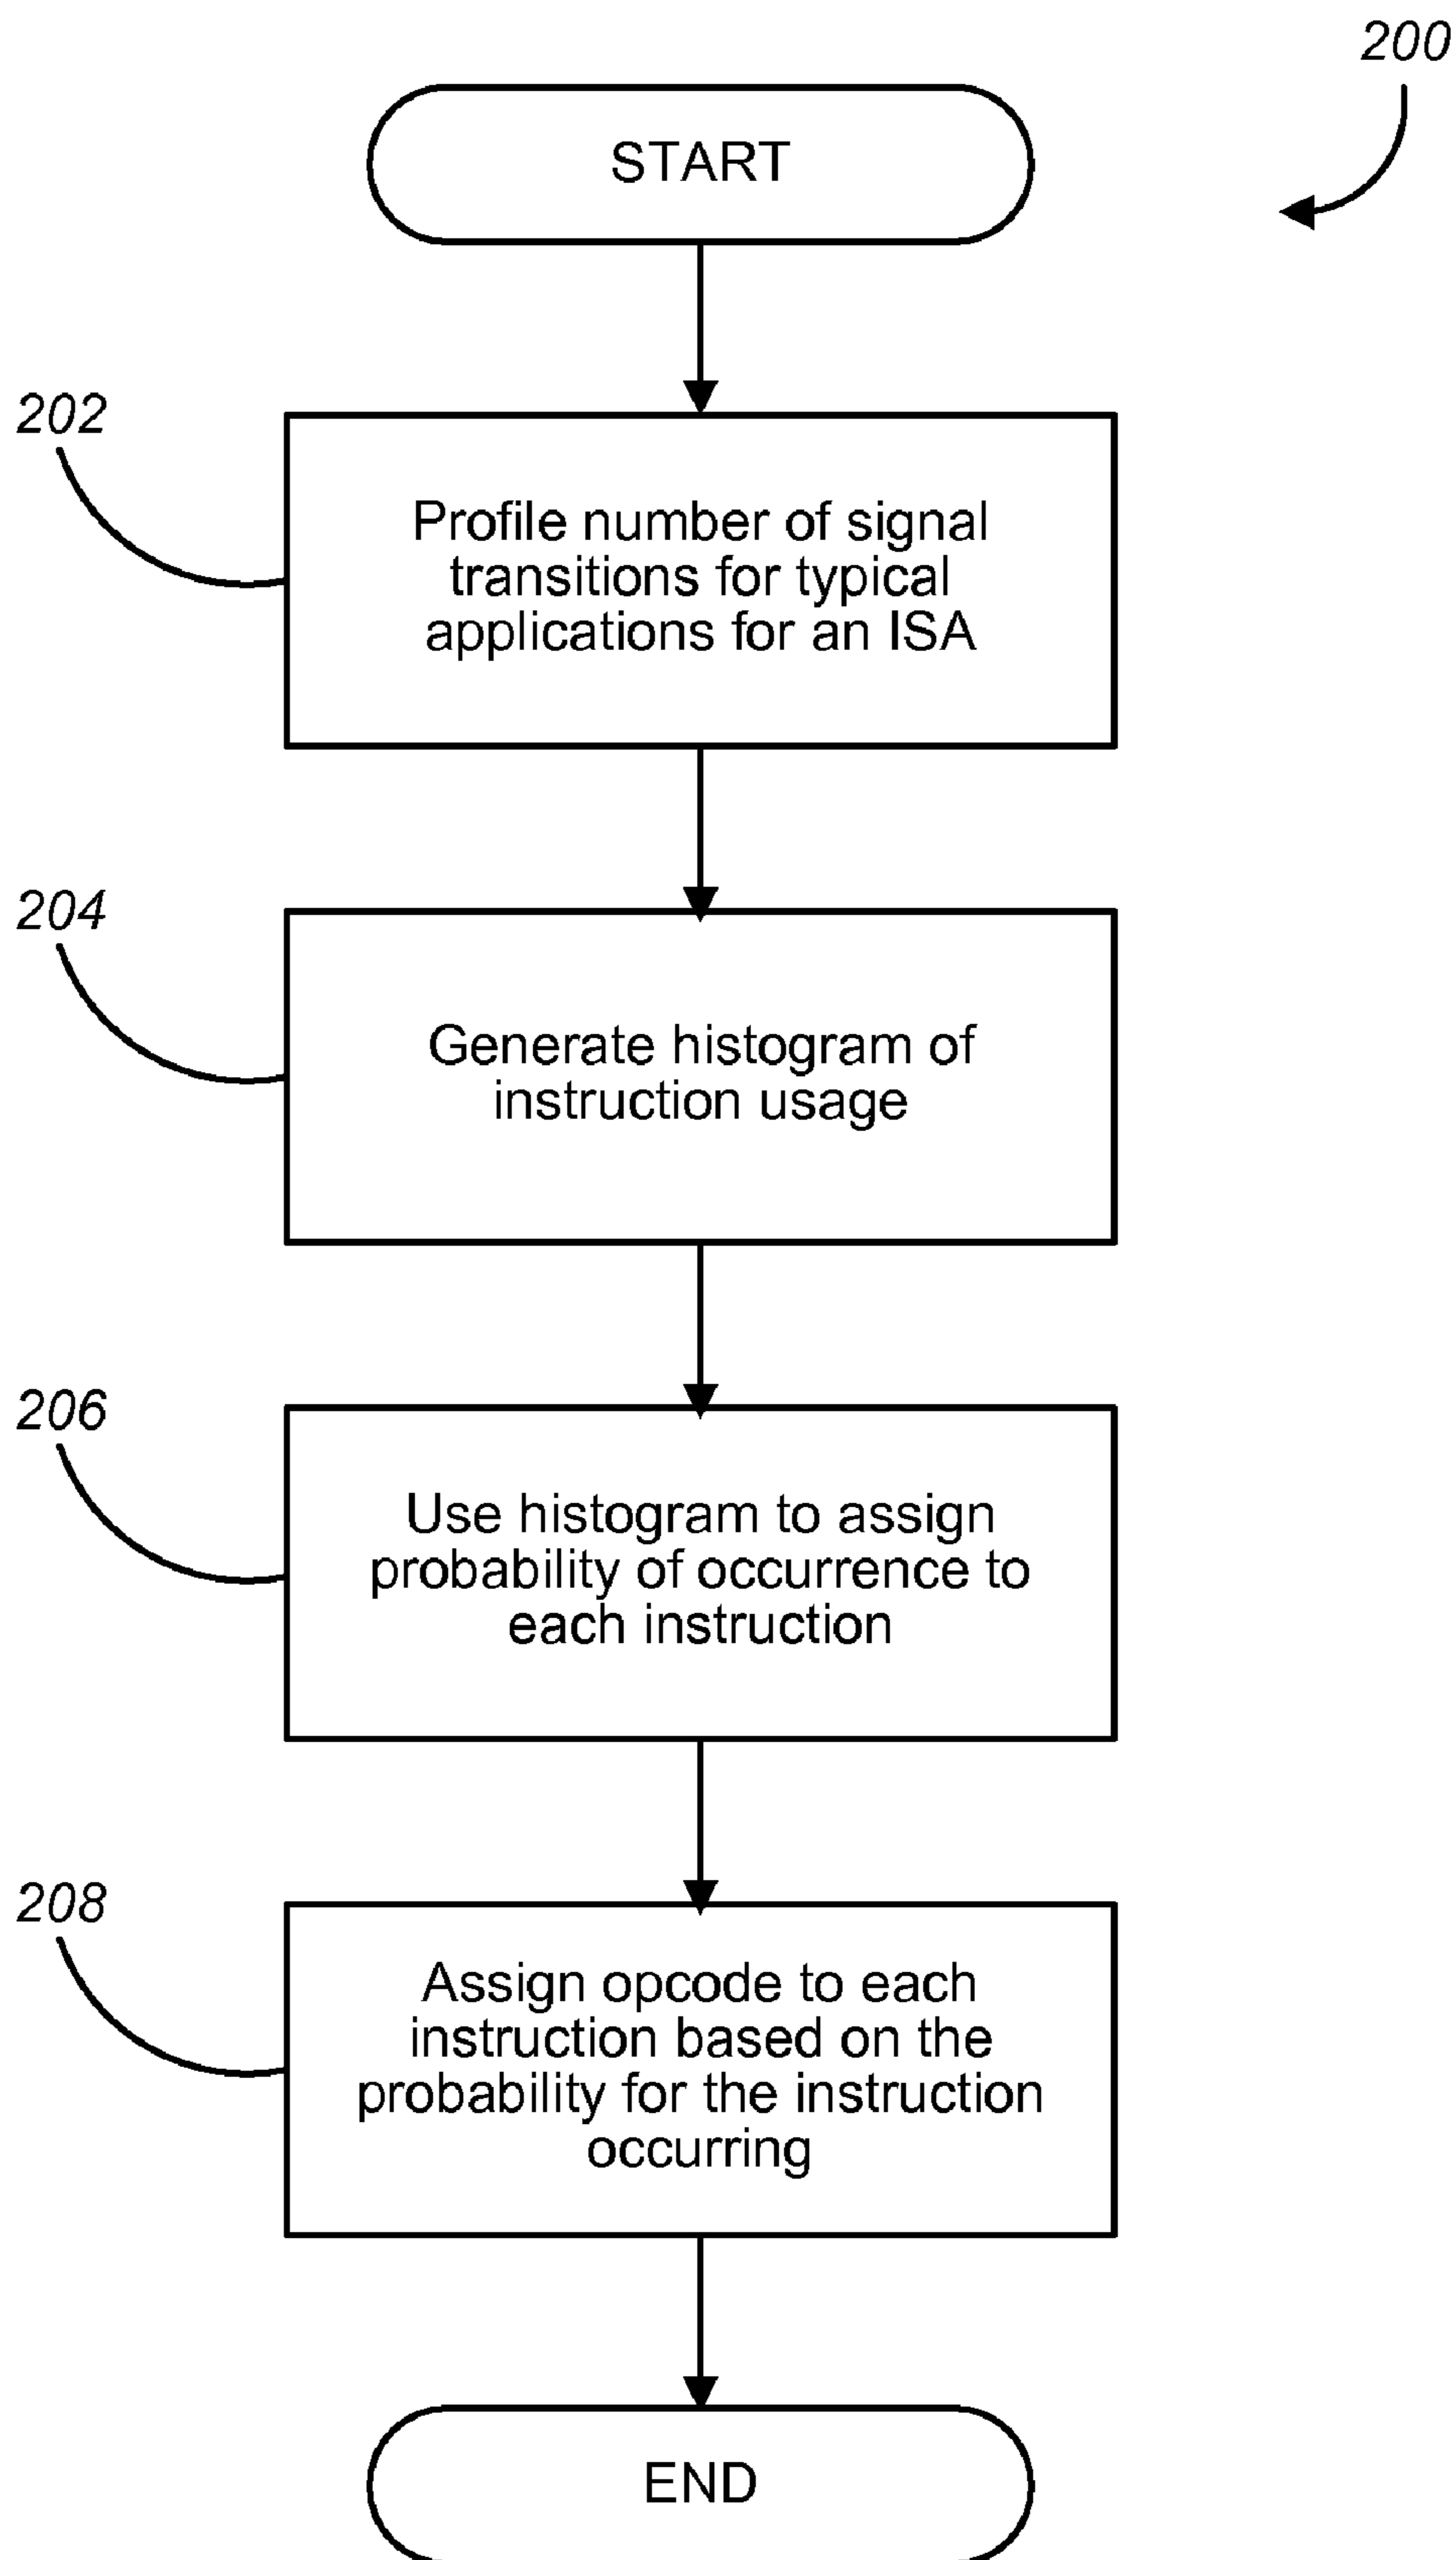 200
START
202
Profile number of signal
transitions for typical
applications for an ISA
204
Generate histogram of
instruction usage
206
Use histogram to assign
probability of occurrence to
each instruction
208
Assign opcode to each
instruction based on the
probability for the instruction
occurring
END